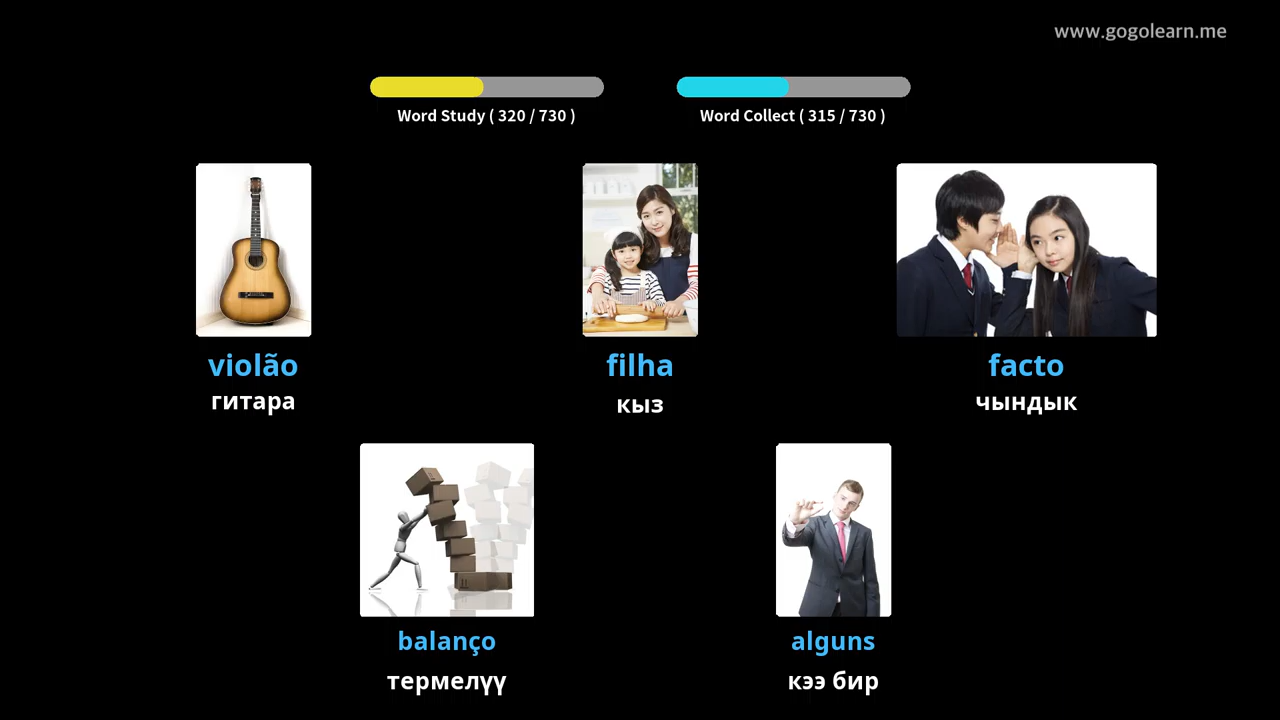 www.gogolearn.me
Word Study ( 320 / 730 )
Word Collect ( 315 / 730 )
violão
гитара
filha
кыз
facto
чындык
balanço
термелүү
alguns
кээ бир